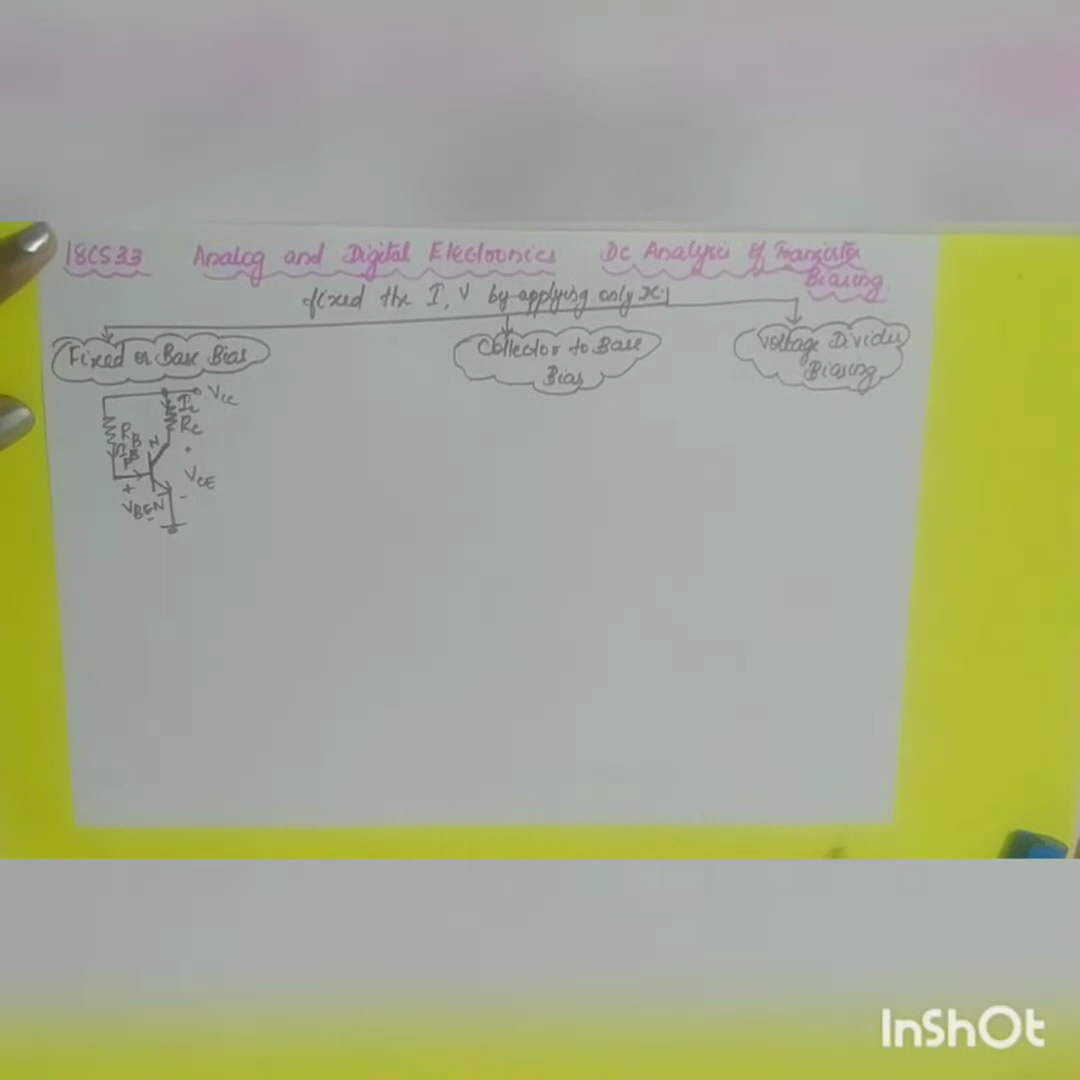 18CS33 Analog and Digital Electronics Dc Analysis of Transistor
Biasing
fixed the I, V by applying only
Fixed or Base Bias
Collector to Base
Bias
Voltage Divider
Biasing
VCC
IC
RC
RB
N
IB
P
+
VCE
+
-
VBE N
-
InShOt